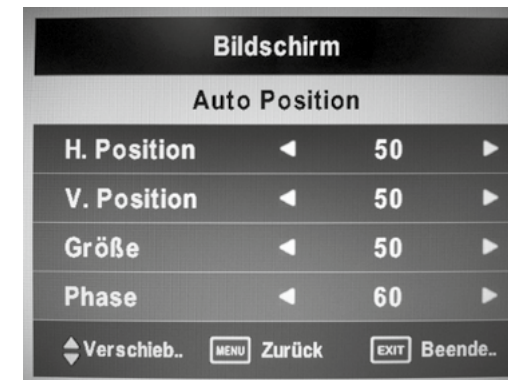 Bildschirm
Auto Position
H. Position 50
V. Position 50
Größe 50
Phase 60
Verschieb.. MENU Zurück EXIT Beende..